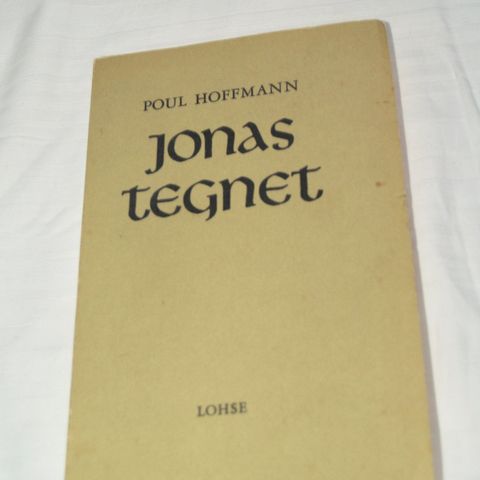 POUL HOFFMANN
Jonas
tegnet
LOHSE